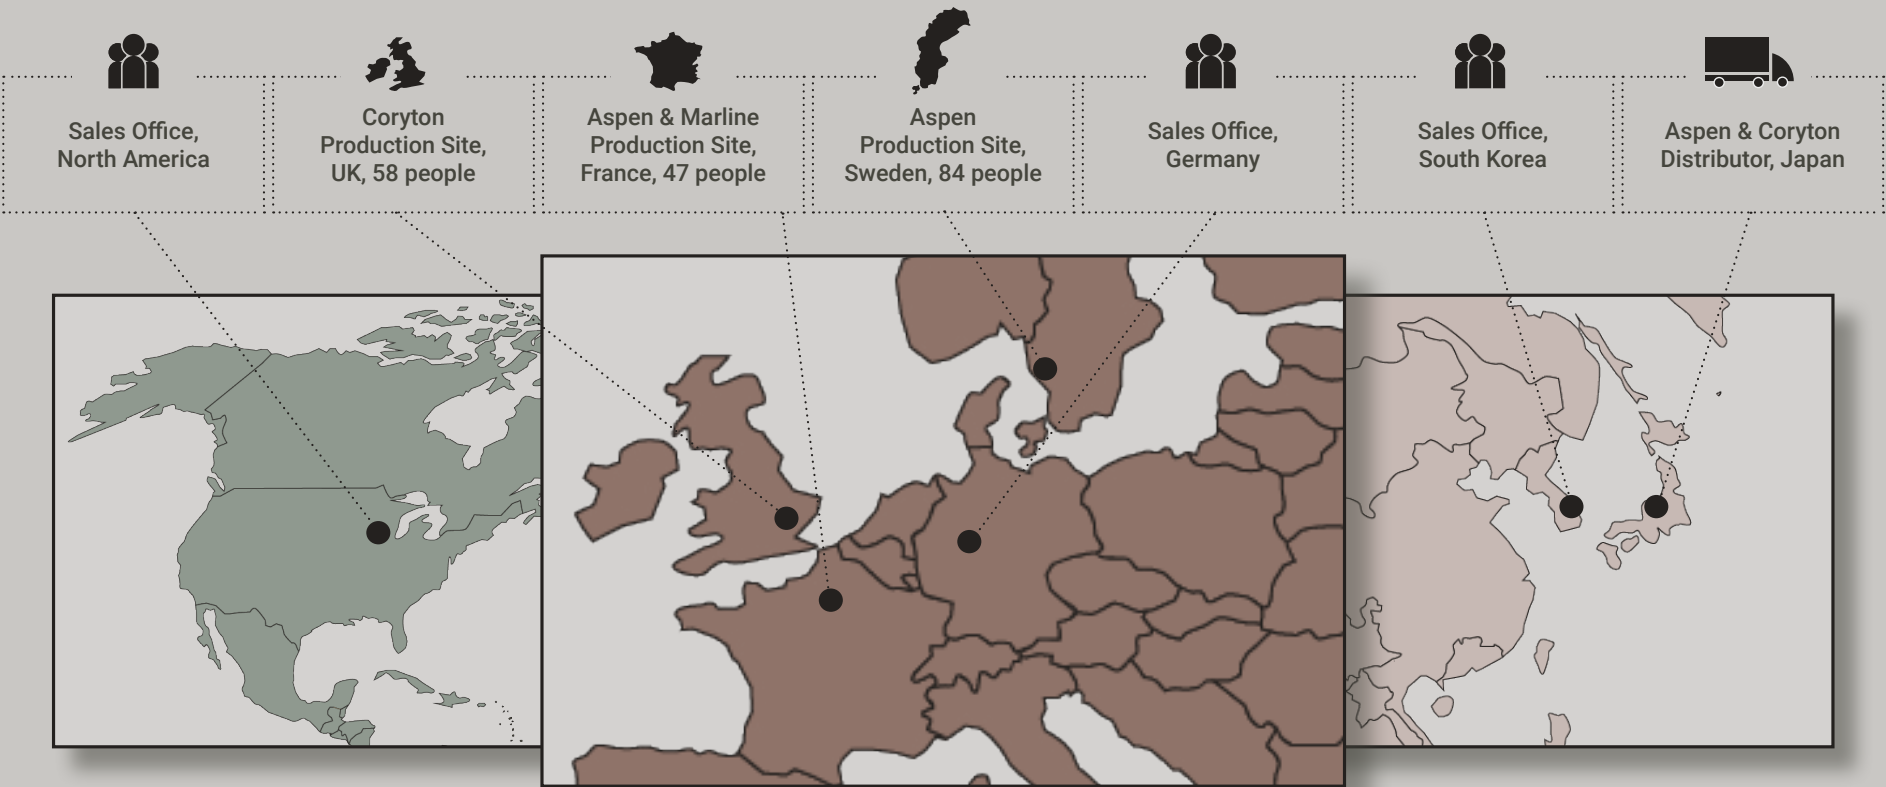 Sales Office,
North America
Coryton
Production Site,
UK, 58 people
Aspen & Marline
Production Site,
France, 47 people
Aspen
Production Site,
Sweden, 84 people
Sales Office,
Germany
Sales Office,
South Korea
Aspen & Coryton
Distributor, Japan